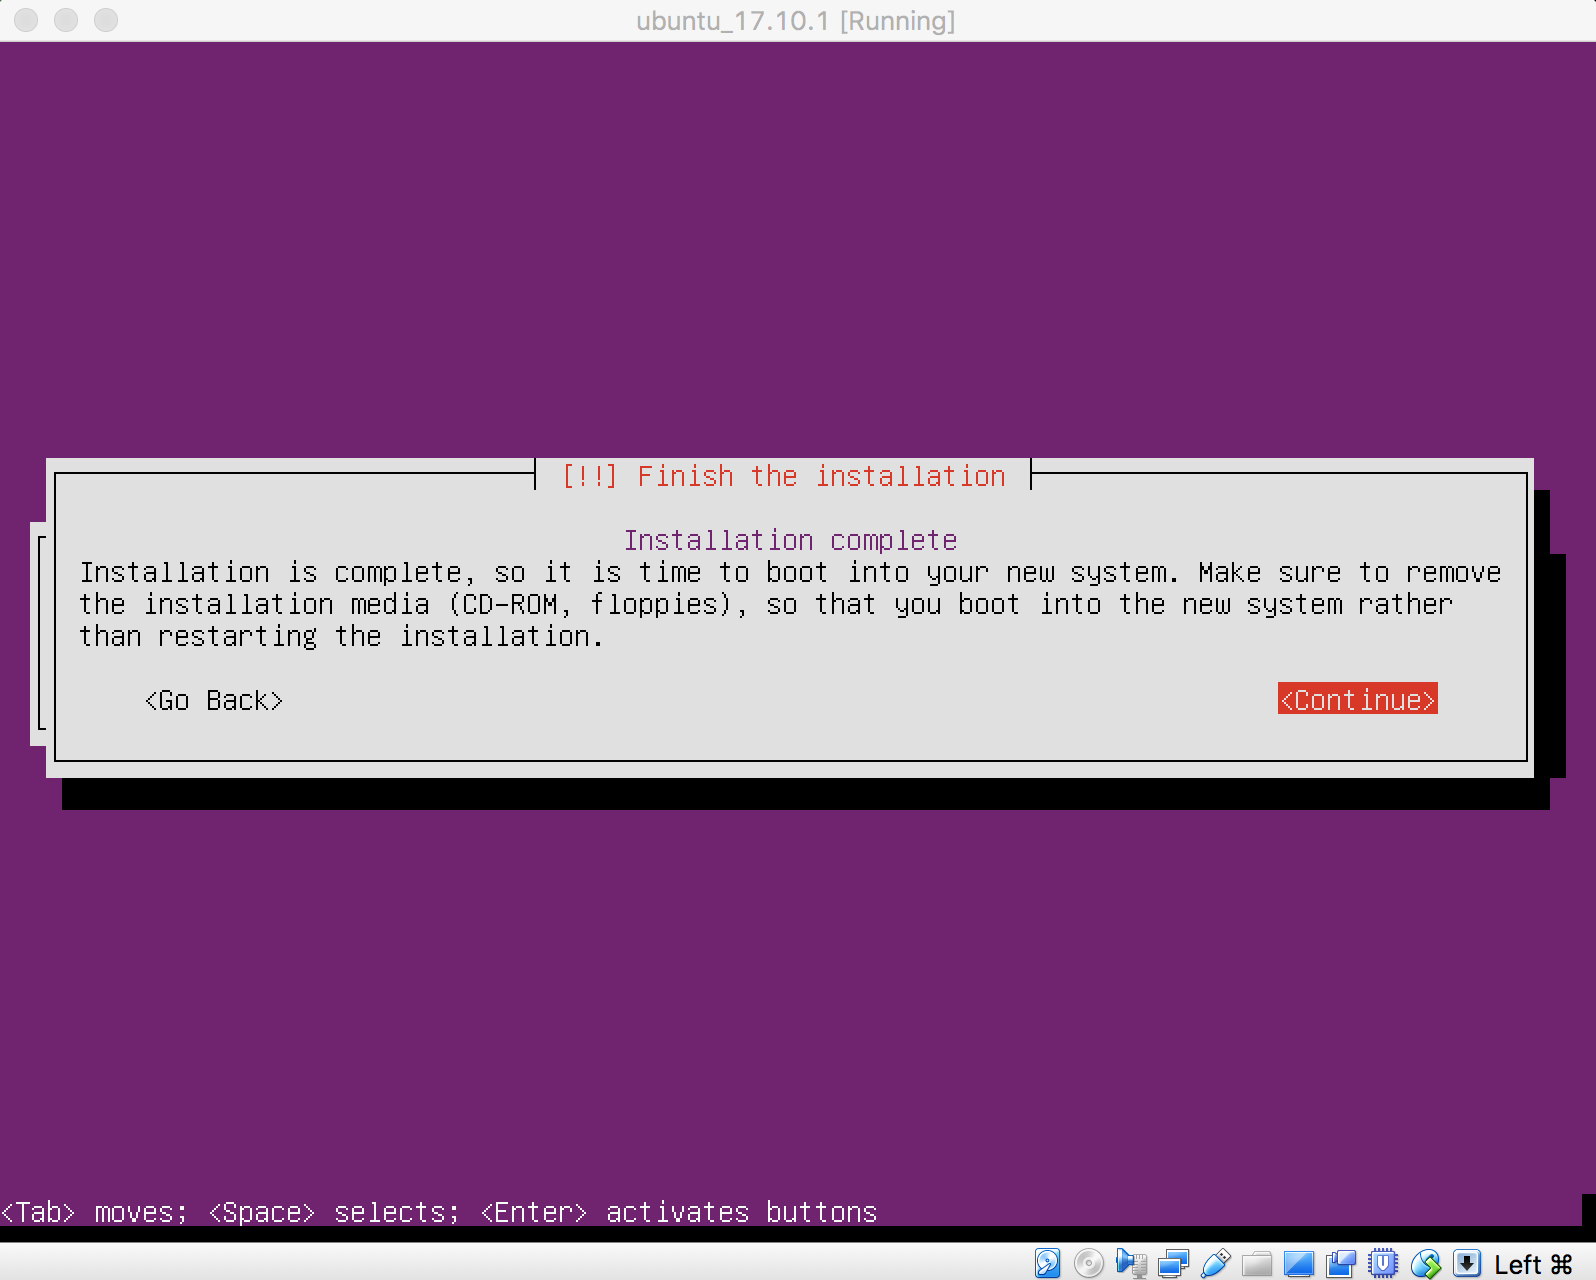 ubuntu_17.10.1 [Running]
[!!] Finish the installation
Installation complete
Installation is complete, so it is time to boot into your new system. Make sure to remove
the installation media (CD-ROM, floppies), so that you boot into the new system rather
than restarting the installation.
<Go Back> <Continue>
<Tab> moves; <Space> selects; <Enter> activates buttons
Left ⌘